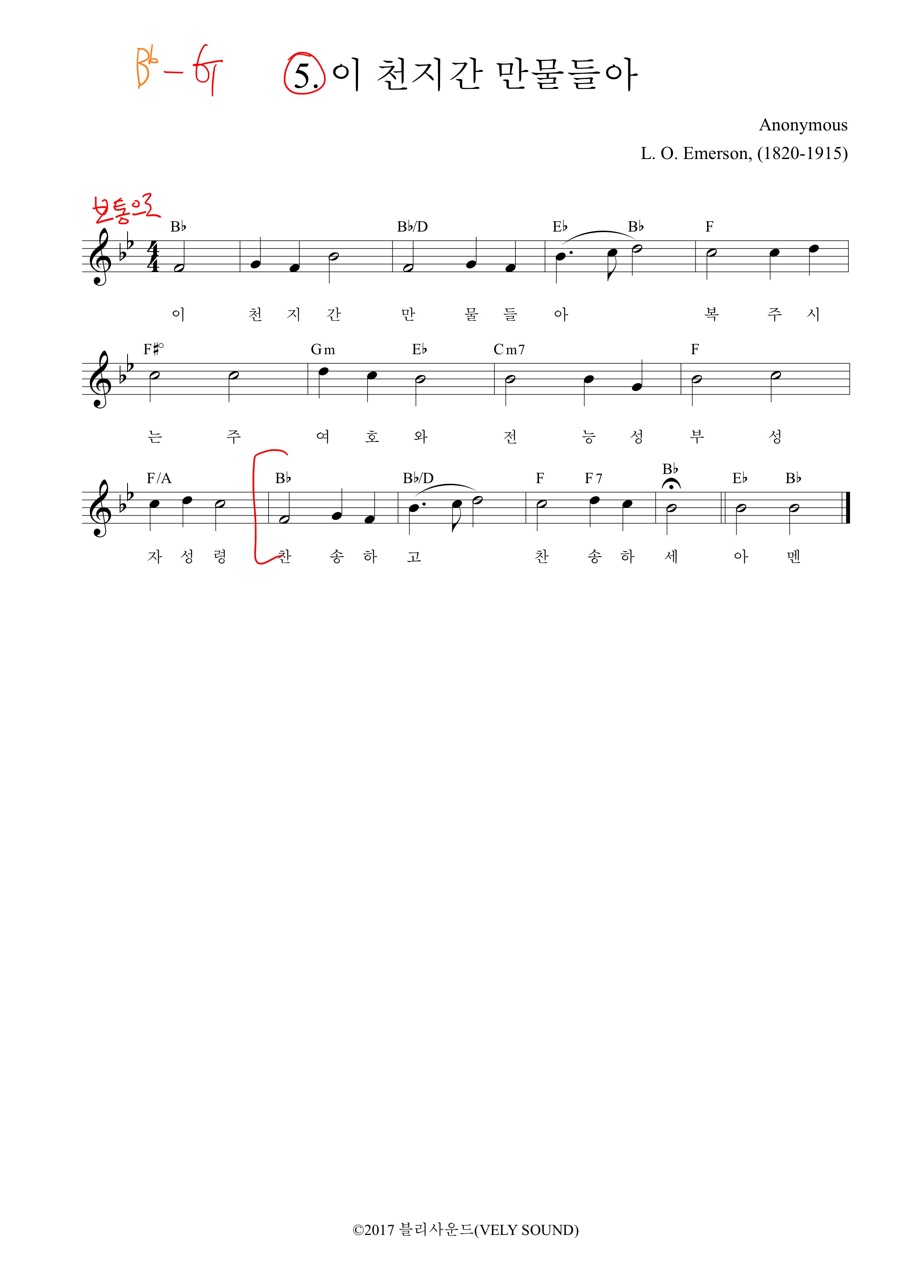 B♭ – G
5. 이 천지간 만물들아
Anonymous
L. O. Emerson, (1820-1915)
보통으로
B♭ B♭/D E♭ B♭ F
4
4
이 천 지 간 만 물 들 아 복 주 시
F♯° Gm E♭ Cm7 F
는 주 여 호 와 전 능 성 부 성
F/A B♭ B♭/D F F7 B♭ E♭ B♭
자 성 령 찬 송 하 고 찬 송 하 세 아 멘
©2017 블리사운드(VELY SOUND)